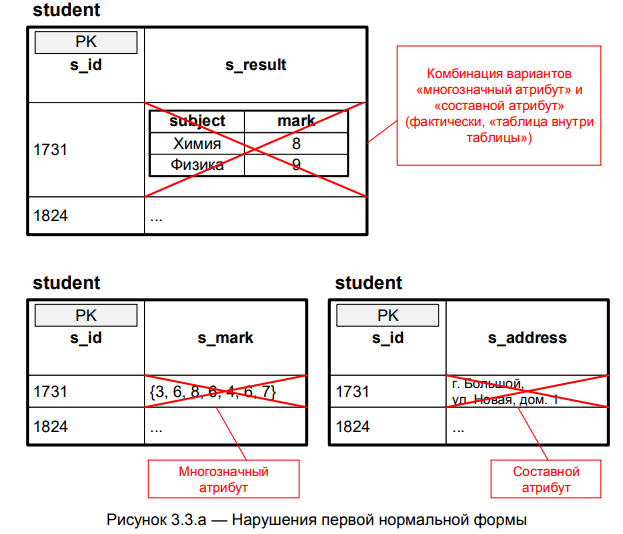 student
PK
s_id
s_result
Комбинация вариантов
«многозначный атрибут» и
«составной атрибут»
(фактически, «таблица внутри
таблицы»)
1731
subject mark
Химия 8
Физика 9
1824 ...
student
PK
s_id
s_mark
1731 {3, 6, 8, 6, 4, 6, 7}
1824 ...
Многозначный
атрибут
student
PK
s_id
s_address
1731
г. Большой,
ул. Новая, дом. 1
1824 ...
Составной
атрибут
Рисунок 3.3.a — Нарушения первой нормальной формы